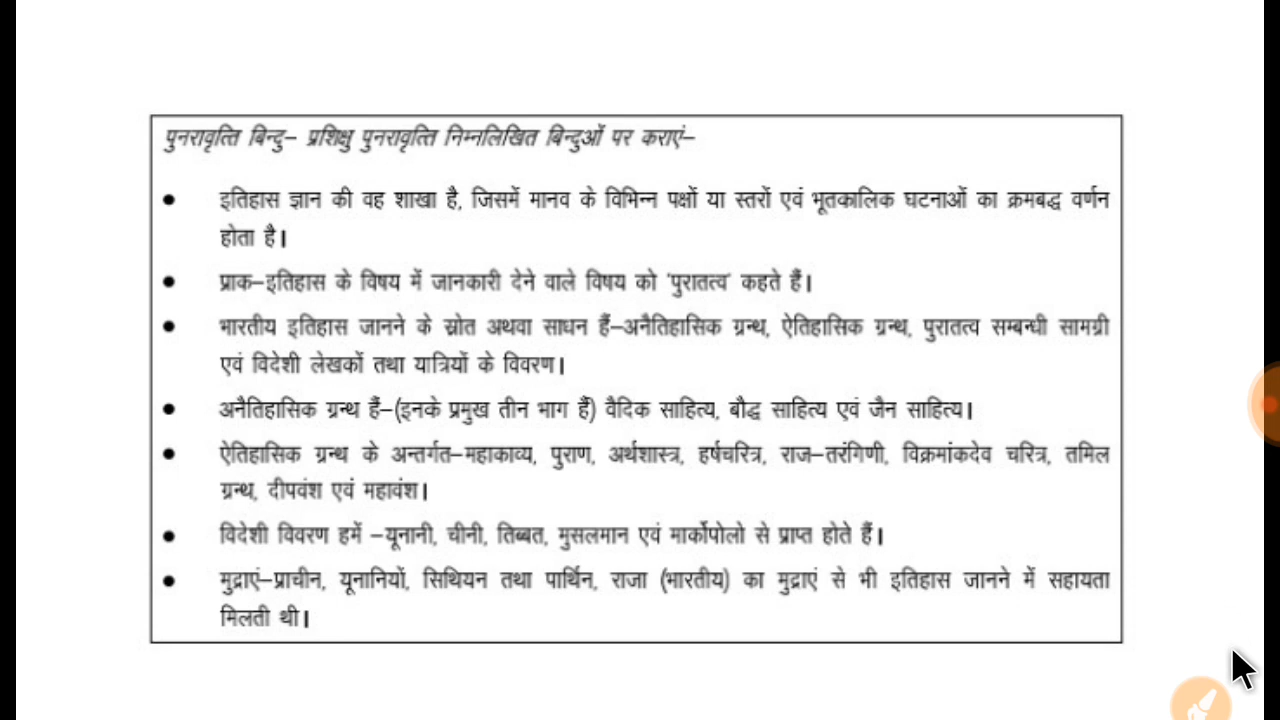 पुनरावृत्ति बिन्दु– प्रशिक्षु पुनरावृत्ति निम्नलिखित बिन्दुओं पर कराएं–
● इतिहास ज्ञान की वह शाखा है, जिसमें मानव के विभिन्न पक्षों या स्तरों एवं भूतकालिक घटनाओं का क्रमबद्ध वर्णन
होता है।
● प्राक–इतिहास के विषय में जानकारी देने वाले विषय को 'पुरातत्व' कहते हैं।
● भारतीय इतिहास जानने के स्रोत अथवा साधन हैं–अनैतिहासिक ग्रन्थ, ऐतिहासिक ग्रन्थ, पुरातत्व सम्बन्धी सामग्री
एवं विदेशी लेखकों तथा यात्रियों के विवरण।
● अनैतिहासिक ग्रन्थ हैं–(इनके प्रमुख तीन भाग हैं) वैदिक साहित्य, बौद्ध साहित्य एवं जैन साहित्य।
● ऐतिहासिक ग्रन्थ के अन्तर्गत–महाकाव्य, पुराण, अर्थशास्त्र, हर्षचरित्र, राज–तरंगिणी, विक्रमांकदेव चरित्र, तमिल
ग्रन्थ, दीपवंश एवं महावंश।
● विदेशी विवरण हमें –यूनानी, चीनी, तिब्बत, मुसलमान एवं मार्कोपोलो से प्राप्त होते हैं।
● मुद्राएं–प्राचीन, यूनानियों, सिथियन तथा पार्थिन, राजा (भारतीय) का मुद्राएं से भी इतिहास जानने में सहायता
मिलती थी।